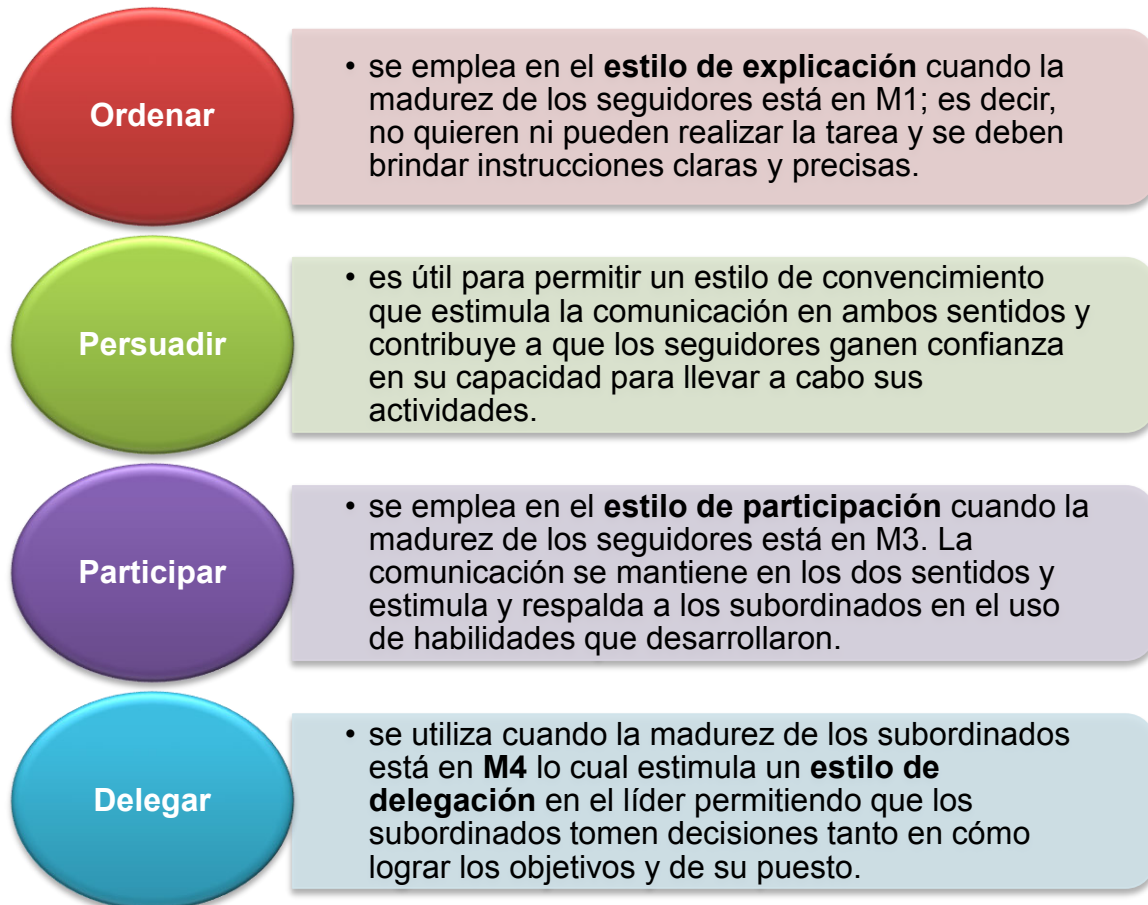 Ordenar
• se emplea en el estilo de explicación cuando la
madurez de los seguidores está en M1; es decir,
no quieren ni pueden realizar la tarea y se deben
brindar instrucciones claras y precisas.
Persuadir
• es útil para permitir un estilo de convencimiento
que estimula la comunicación en ambos sentidos y
contribuye a que los seguidores ganen confianza
en su capacidad para llevar a cabo sus
actividades.
Participar
• se emplea en el estilo de participación cuando la
madurez de los seguidores está en M3. La
comunicación se mantiene en los dos sentidos y
estimula y respalda a los subordinados en el uso
de habilidades que desarrollaron.
Delegar
• se utiliza cuando la madurez de los subordinados
está en M4 lo cual estimula un estilo de
delegación en el líder permitiendo que los
subordinados tomen decisiones tanto en cómo
lograr los objetivos y de su puesto.